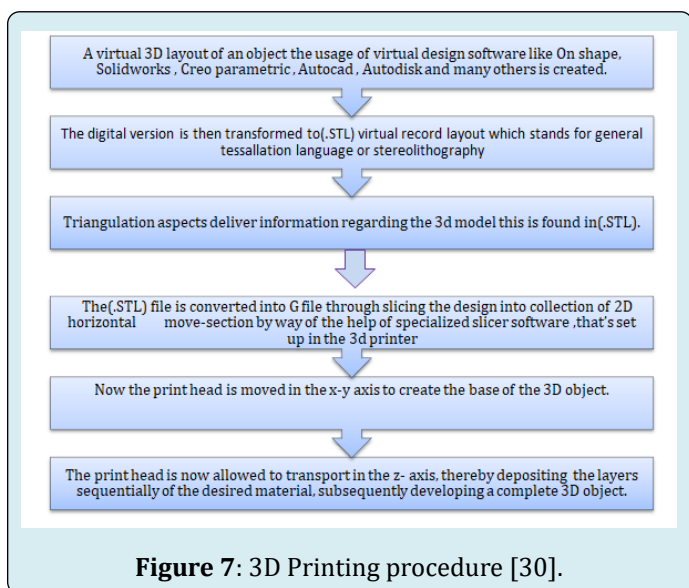 A virtual 3D layout of an object the usage of virtual design software like On shape,
Solidworks , Creo parametric , Autocad , Autodisk and many others is created.
The digital version is then transformed to(.STL) virtual record layout which stands for general
tessallation language or stereolithography
Triangulation aspects deliver information regarding the 3d model this is found in(.STL).
The(.STL) file is converted into G file through slicing the design into collection of 2D
horizontal move-section by way of the help of specialized slicer software ,that's set
up in the 3d printer
Now the print head is moved in the x-y axis to create the base of the 3D object.
The print head is now allowed to transport in the z- axis, thereby depositing the layers
sequentially of the desired material, subsequently developing a complete 3D object.
Figure 7: 3D Printing procedure [30].